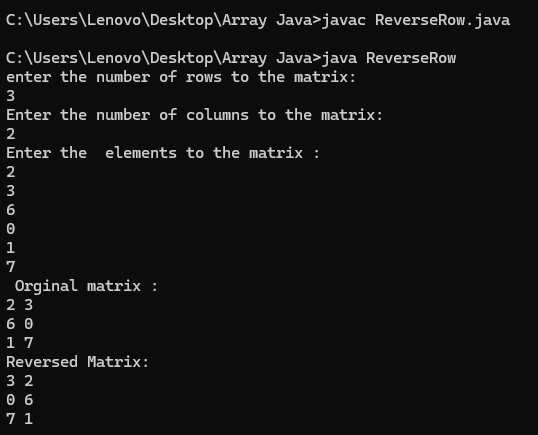 C:\Users\Lenovo\Desktop\Array Java>javac ReverseRow.java
C:\Users\Lenovo\Desktop\Array Java>java ReverseRow
enter the number of rows to the matrix:
3
Enter the number of columns to the matrix:
2
Enter the  elements to the matrix :
2
3
6
0
1
7
 Orginal matrix :
2 3
6 0
1 7
Reversed Matrix:
3 2
0 6
7 1